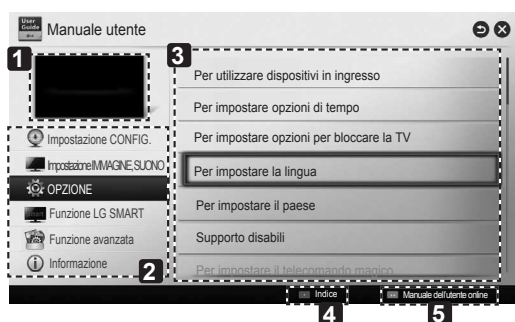 User
Guide
Manuale utente
1
3
Per utilizzare dispositivi in ingresso
Per impostare opzioni di tempo
Per impostare opzioni per bloccare la TV
Per impostare la lingua
Per impostare il paese
Supporto disabili
Per impostare il telecomando magico
Impostazione CONFIG.
Impostazione IMMAGINE, SUONO
OPZIONE
Funzione LG SMART
Funzione avanzata
Informazione
2
Indice
Manuale dell'utente online
4
5